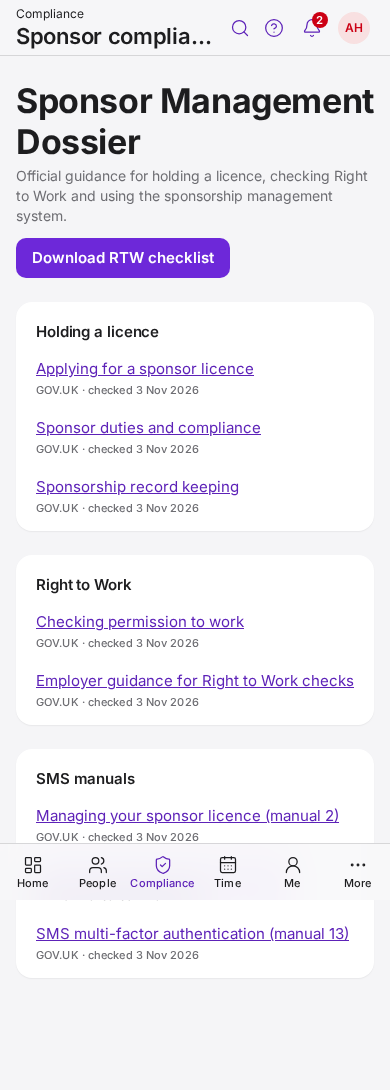 Compliance
Sponsor complia...
2
AH
Sponsor Management
Dossier
Official guidance for holding a licence, checking Right
to Work and using the sponsorship management
system.
Download RTW checklist
Holding a licence
Applying for a sponsor licence
GOV.UK · checked 3 Nov 2026
Sponsor duties and compliance
GOV.UK · checked 3 Nov 2026
Sponsorship record keeping
GOV.UK · checked 3 Nov 2026
Right to Work
Checking permission to work
GOV.UK · checked 3 Nov 2026
Employer guidance for Right to Work checks
GOV.UK · checked 3 Nov 2026
SMS manuals
Managing your sponsor licence (manual 2)
GOV.UK · checked 3 Nov 2026
Home People Compliance Time Me More
SMS multi-factor authentication (manual 13)
GOV.UK · checked 3 Nov 2026